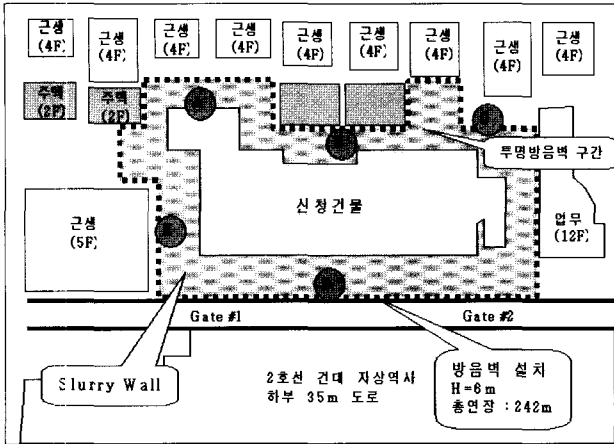 근생
(4F)
근생
(4F)
근생
(4F)
근생
(4F)
근생
(4F)
근생
(4F)
근생
(4F)
근생
(4F)
근생
(4F)
주택
(2F)
주택
(2F)
투명방음벽 구간
신청건물
근생
(5F)
업무
(12F)
Gate #1
Gate #2
Slurry Wall
2호선 건대 지상역사
하부 35m 도로
방음벽 설치
H=6m
총연장 : 242m